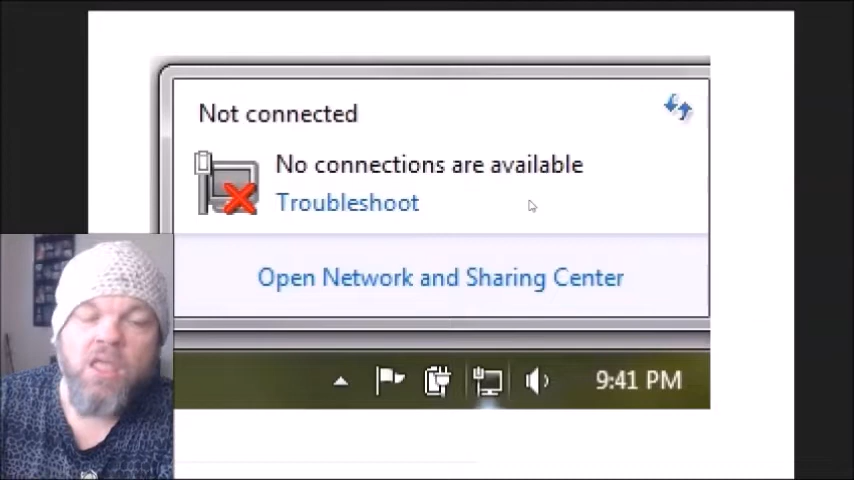 Not connected
No connections are available
Troubleshoot
Open Network and Sharing Center
9:41 PM